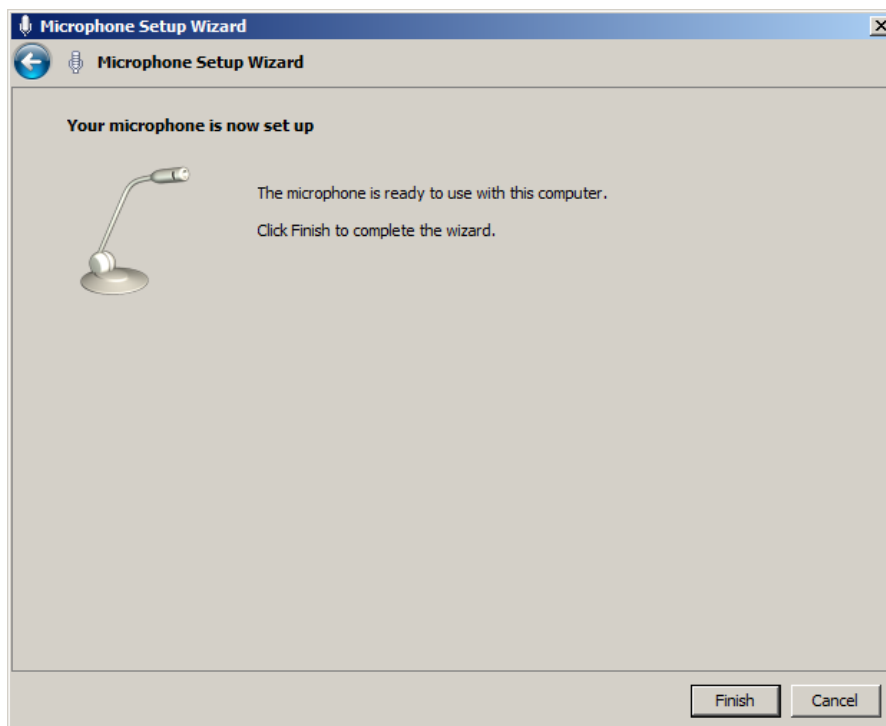 Microphone Setup Wizard
Microphone Setup Wizard
Your microphone is now set up
The microphone is ready to use with this computer.
Click Finish to complete the wizard.
Finish Cancel